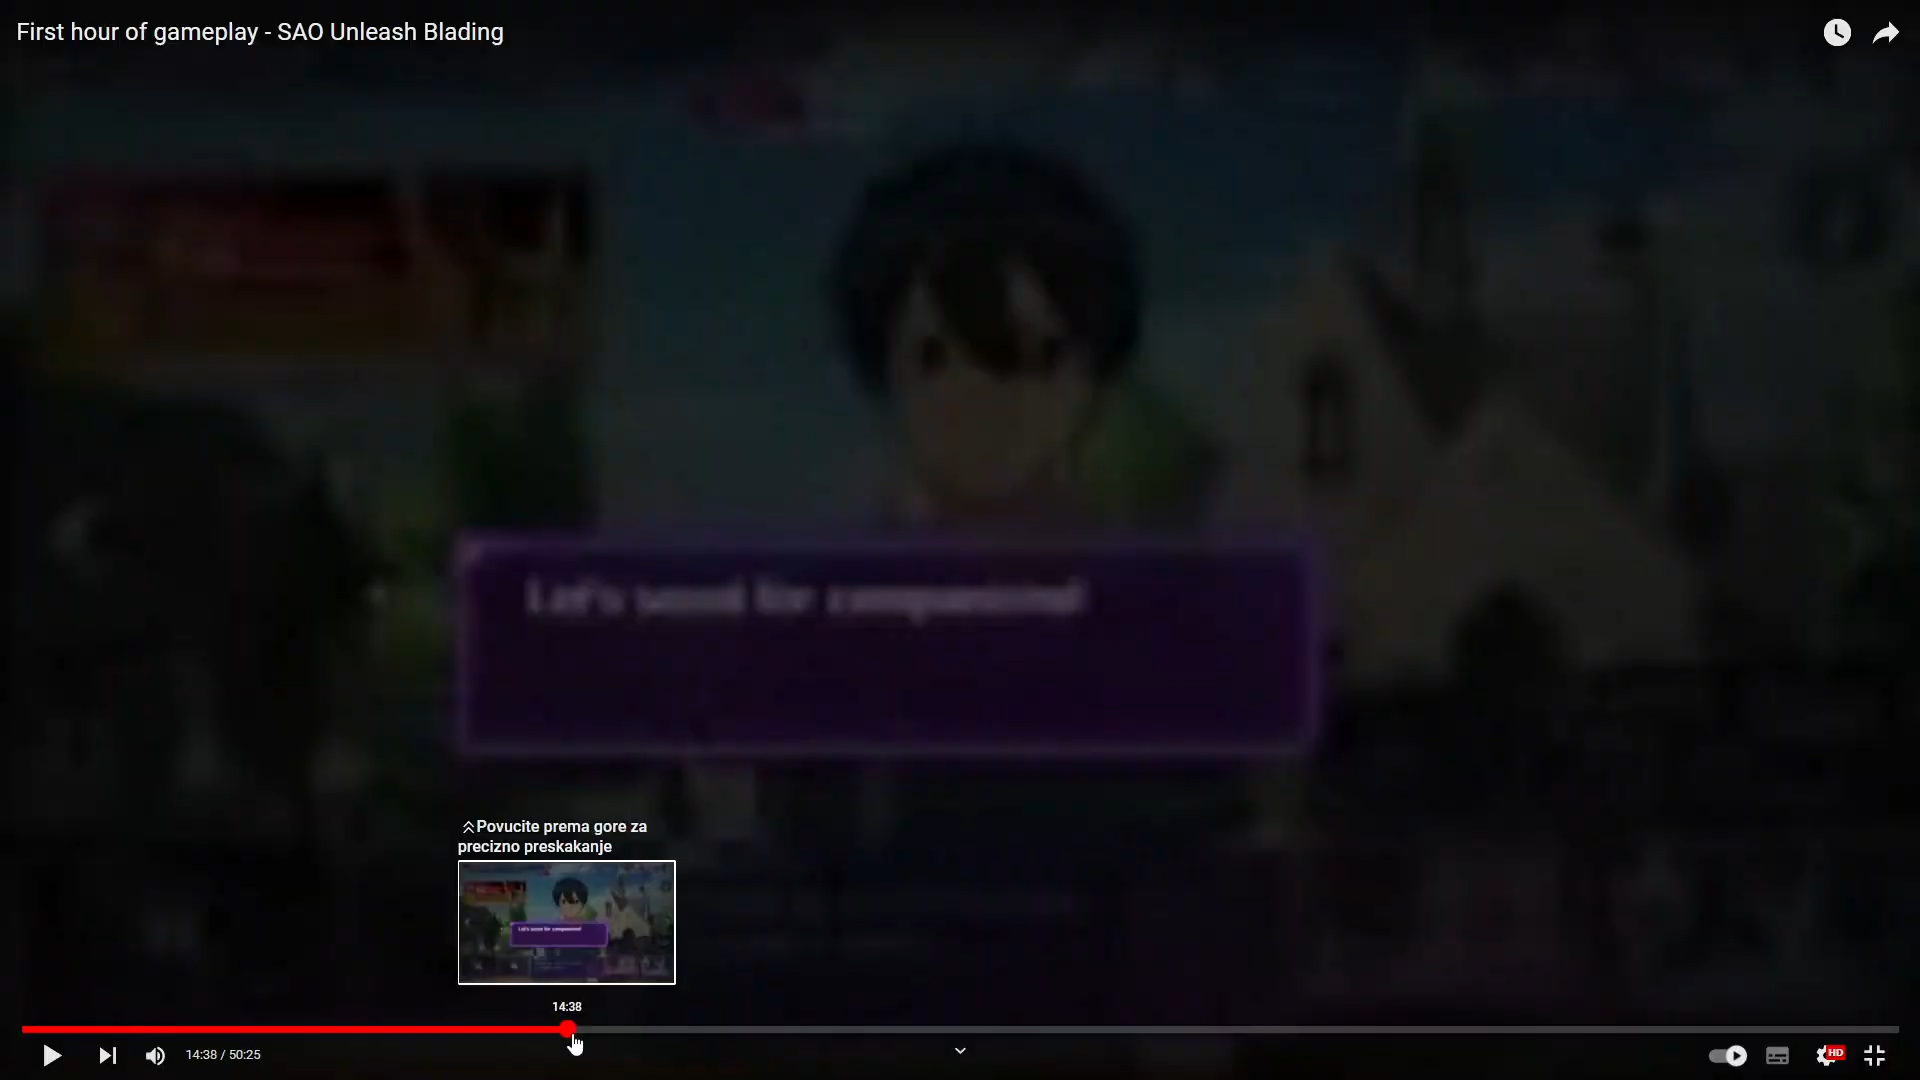 First hour of gameplay - SAO Unleash Blading
Let's scout for companions!
Povucite prema gore za
precizno preskakanje
14:38
14:38 / 50:25
HD